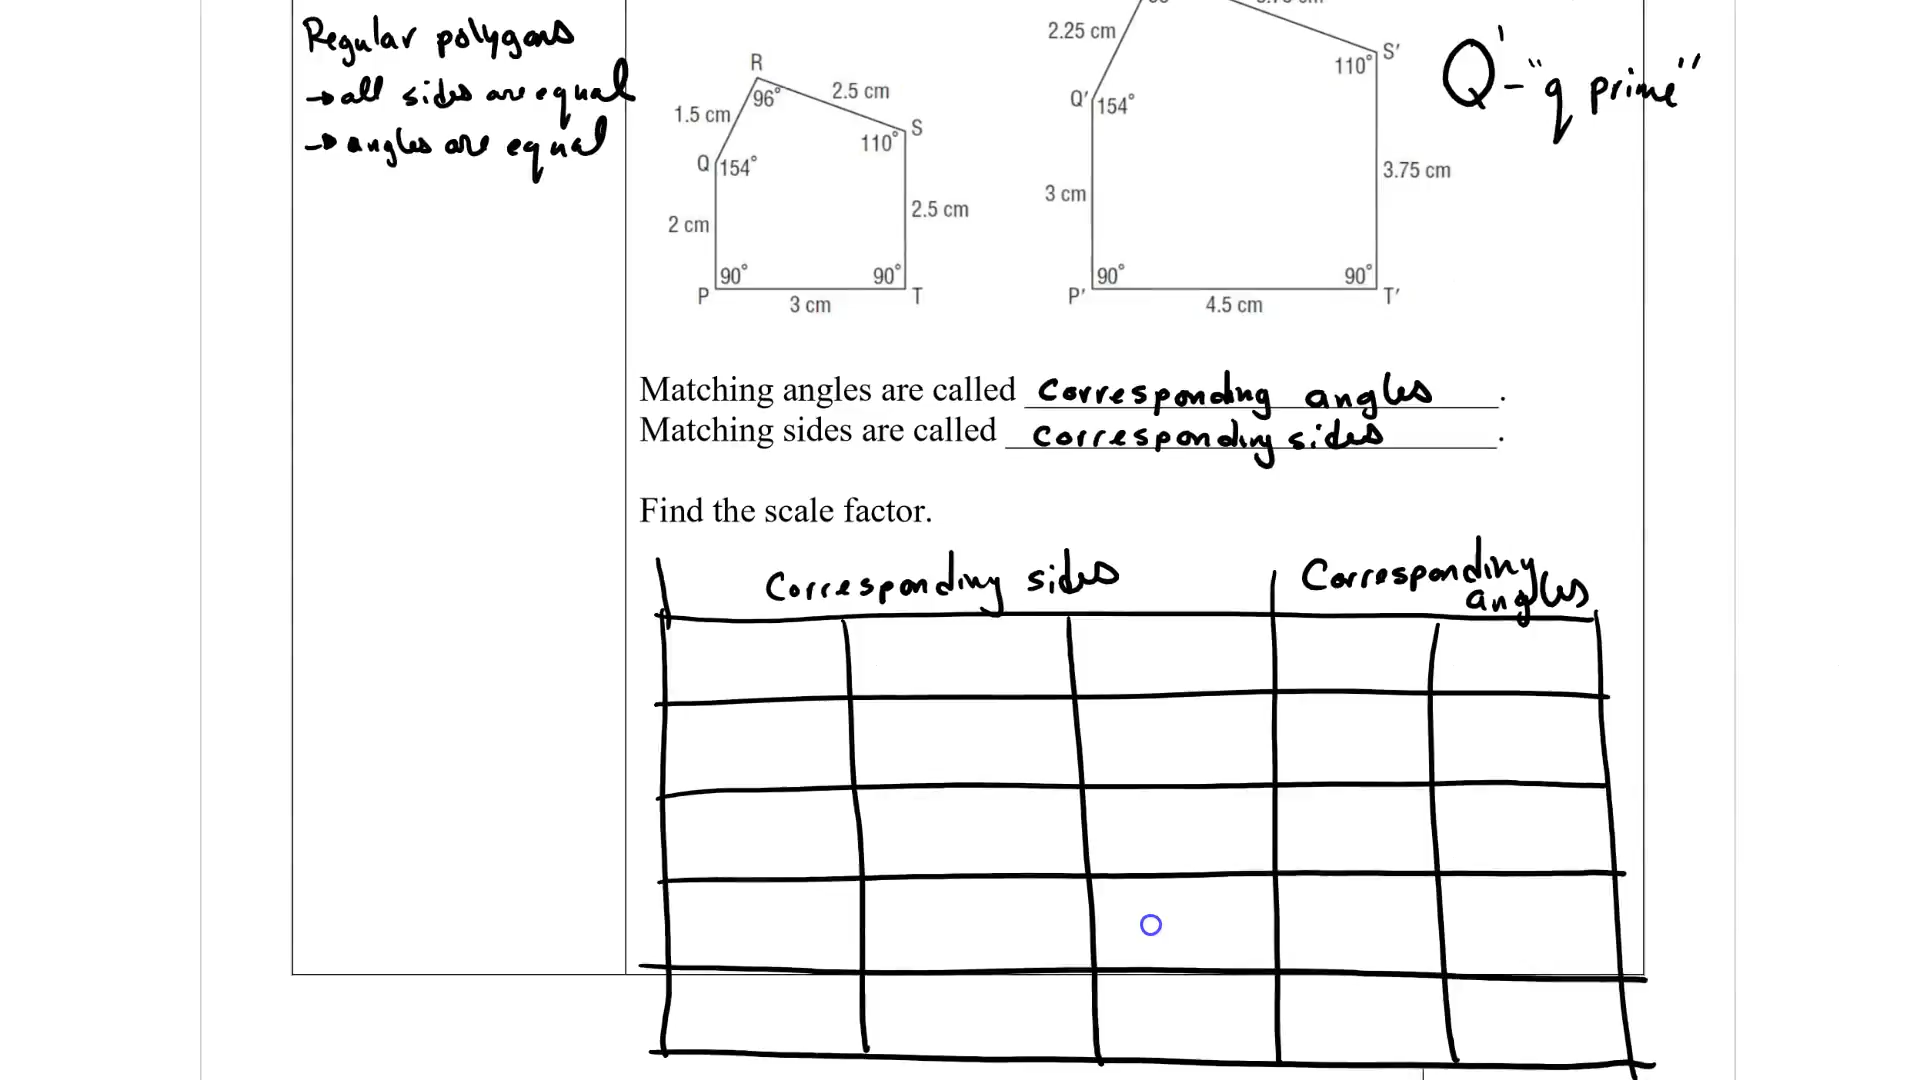 Regular polygons
→ all sides are equal
→ angles are equal
R
96°
2.5 cm
1.5 cm
S
110°
Q
154°
2.5 cm
2 cm
90°
90°
P
3 cm
T
2.25 cm
S'
110°
Q'
154°
3.75 cm
3 cm
90°
90°
P'
4.5 cm
T'
Q' - "q prime"
Matching angles are called corresponding angles.
Matching sides are called corresponding sides.
Find the scale factor.
Corresponding sides
Corresponding
angles